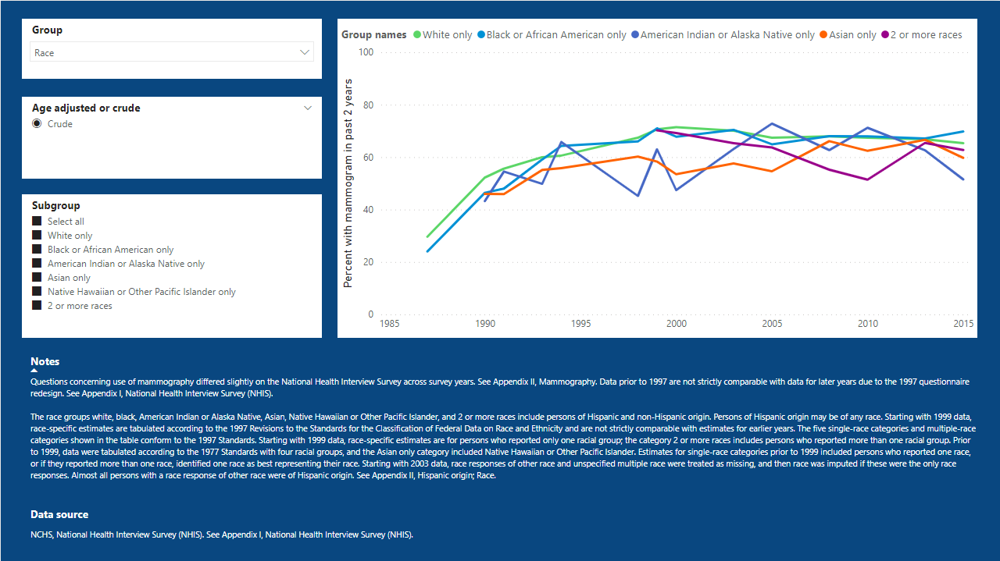 Group
Race
Age adjusted or crude
Crude
Subgroup
Select all
White only
Black or African American only
American Indian or Alaska Native only
Asian only
Native Hawaiian or Other Pacific Islander only
2 or more races
Group names White only Black or African American only American Indian or Alaska Native only Asian only 2 or more races
Percent with mammogram in past 2 years
100
80
60
40
20
0
1985 1990 1995 2000 2005 2010 2015
Notes
Questions concerning use of mammography differed slightly on the National Health Interview Survey across survey years. See Appendix II, Mammography. Data prior to 1997 are not strictly comparable with data for later years due to the 1997 questionnaire
redesign. See Appendix I, National Health Interview Survey (NHIS).
The race groups white, black, American Indian or Alaska Native, Asian, Native Hawaiian or Other Pacific Islander, and 2 or more races include persons of Hispanic and non-Hispanic origin. Persons of Hispanic origin may be of any race. Starting with 1999 data,
race-specific estimates are tabulated according to the 1997 Revisions to the Standards for the Classification of Federal Data on Race and Ethnicity and are not strictly comparable with estimates for earlier years. The five single-race categories and multiple-race
categories shown in the table conform to the 1997 Standards. Starting with 1999 data, race-specific estimates are for persons who reported only one racial group; the category 2 or more races includes persons who reported more than one racial group. Prior
to 1999, data were tabulated according to the 1977 Standards with four racial groups, and the Asian only category included Native Hawaiian or Other Pacific Islander. Estimates for single-race categories prior to 1999 included persons who reported one race,
or if they reported more than one race, identified one race as best representing their race. Starting with 2003 data, race responses of other race and unspecified multiple race were treated as missing, and then race was imputed if these were the only race
responses. Almost all persons with a race response of other race were of Hispanic origin. See Appendix II, Hispanic origin; Race.
Data source
NCHS, National Health Interview Survey (NHIS). See Appendix I, National Health Interview Survey (NHIS).